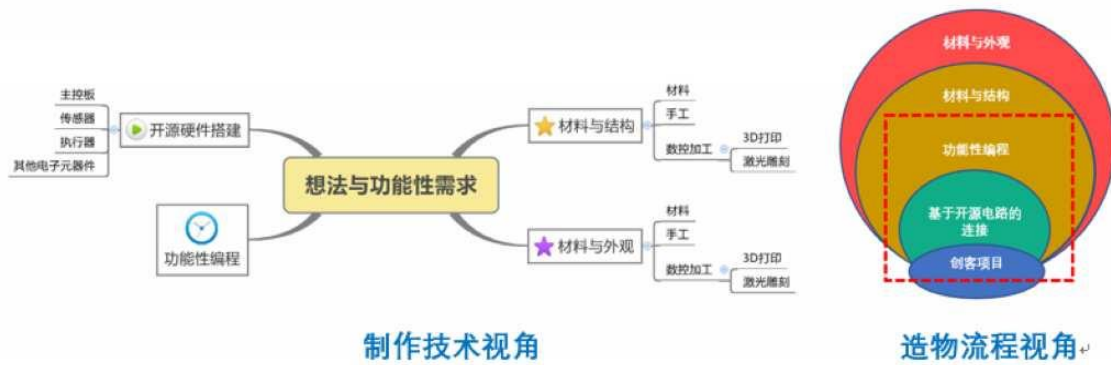 主控板
传感器
执行器
其他电子元器件
开源硬件搭建
功能性编程
想法与功能性需求
材料与结构
材料
手工
数控加工
3D打印
激光雕刻
材料与外观
材料
手工
数控加工
3D打印
激光雕刻
制作技术视角
材料与外观
材料与结构
功能性编程
基于开源电路的
连接
创客项目
造物流程视角